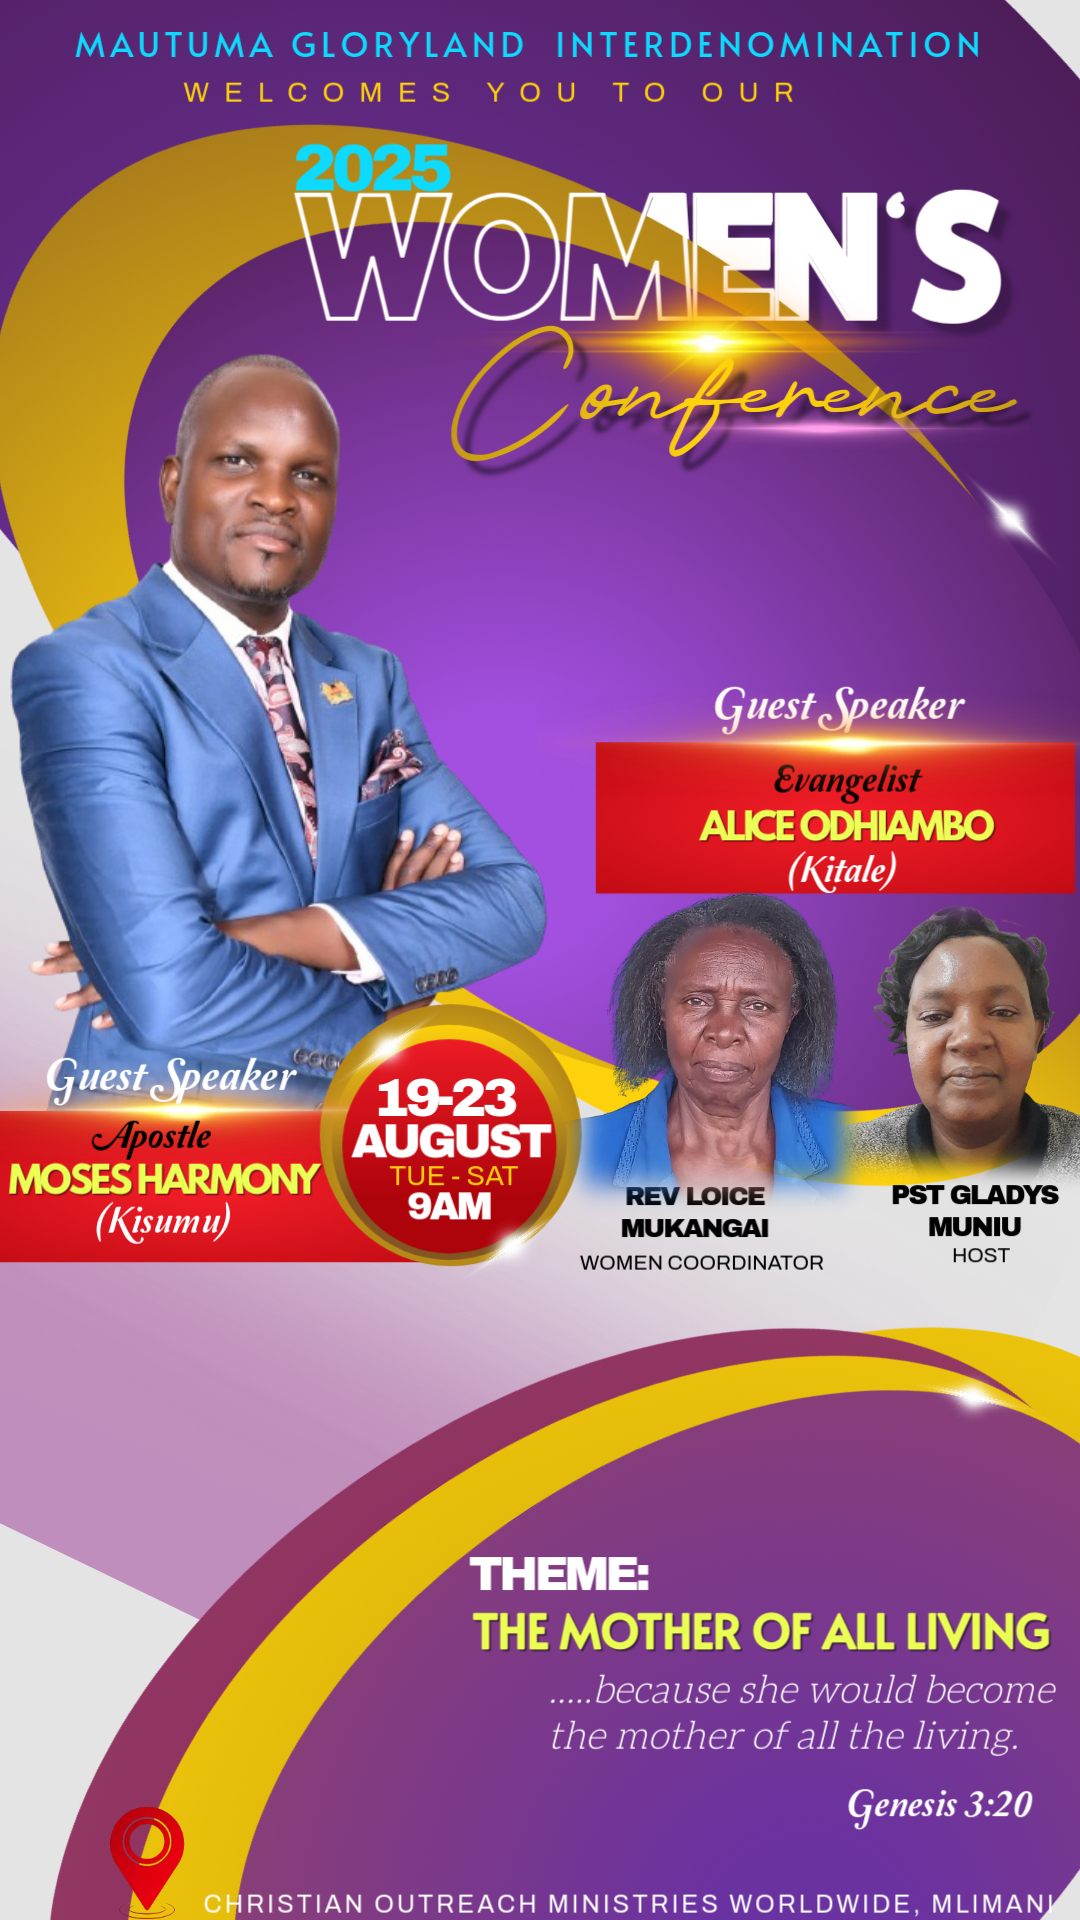 MAUTUMA GLORYLAND INTERDENOMINATION
WELCOMES YOU TO OUR
2025
WOMEN‘S
Conference
Guest Speaker
Evangelist
ALICE ODHIAMBO
(Kitale)
Guest Speaker
Apostle
MOSES HARMONY
(Kisumu)
19-23
AUGUST
TUE - SAT
9AM
REV LOICE
MUKANGAI
WOMEN COORDINATOR
PST GLADYS
MUNIU
HOST
THEME:
THE MOTHER OF ALL LIVING
.....because she would become
the mother of all the living.
Genesis 3:20
CHRISTIAN OUTREACH MINISTRIES WORLDWIDE, MLIMANI